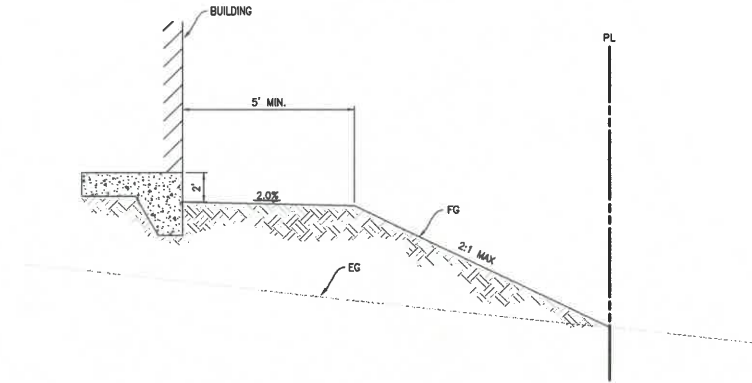 BUILDING
PL
5' MIN.
2'
2.0%
FG
2:1 MAX
EG